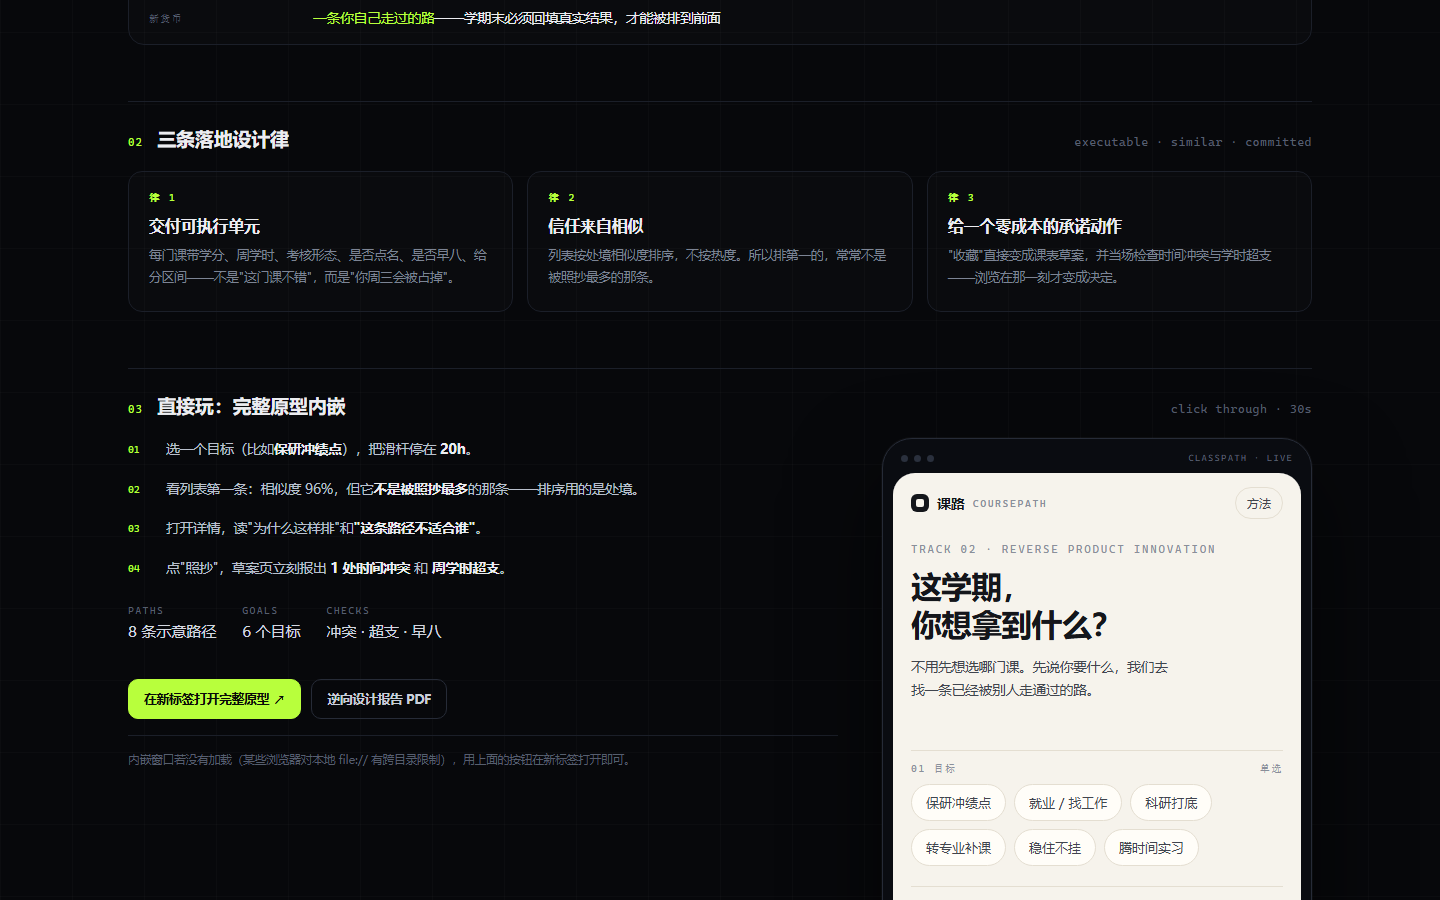 新货币
一条你自己走过的路——学期末必须回填真实结果，才能被排到前面
02 三条落地设计律
executable · similar · committed
律 1
交付可执行单元
每门课带学分、周学时、考核形态、是否点名、是否早八、给
分区间——不是"这门课不错"，而是"你周三会被占掉"。
律 2
信任来自相似
列表按处境相似度排序，不按热度。所以排第一的，常常不是
被照抄最多的那条。
律 3
给一个零成本的承诺动作
"收藏"直接变成课表草案，并当场检查时间冲突与学时超支
——浏览在那一刻才变成决定。
03 直接玩：完整原型内嵌
click through · 30s
01 选一个目标（比如保研冲绩点），把滑杆停在 20h。
02 看列表第一条：相似度 96%，但它不是被照抄最多的那条——排序用的是处境。
03 打开详情，读"为什么这样排"和"这条路径不适合谁"。
04 点"照抄"，草案页立刻报出 1 处时间冲突 和 周学时超支。
PATHS
8 条示意路径
GOALS
6 个目标
CHECKS
冲突 · 超支 · 早八
在新标签打开完整原型 ↗
逆向设计报告 PDF
内嵌窗口若没有加载（某些浏览器对本地 file:// 有跨目录限制），用上面的按钮在新标签打开即可。
CLASSPATH · LIVE
课路 COURSEPATH
方法
TRACK 02 · REVERSE PRODUCT INNOVATION
这学期，
你想拿到什么？
不用先想选哪门课。先说你要什么，我们去
找一条已经被别人走通过的路。
01 目标
单选
保研冲绩点
就业 / 找工作
科研打底
转专业补课
稳住不挂
腾时间实习